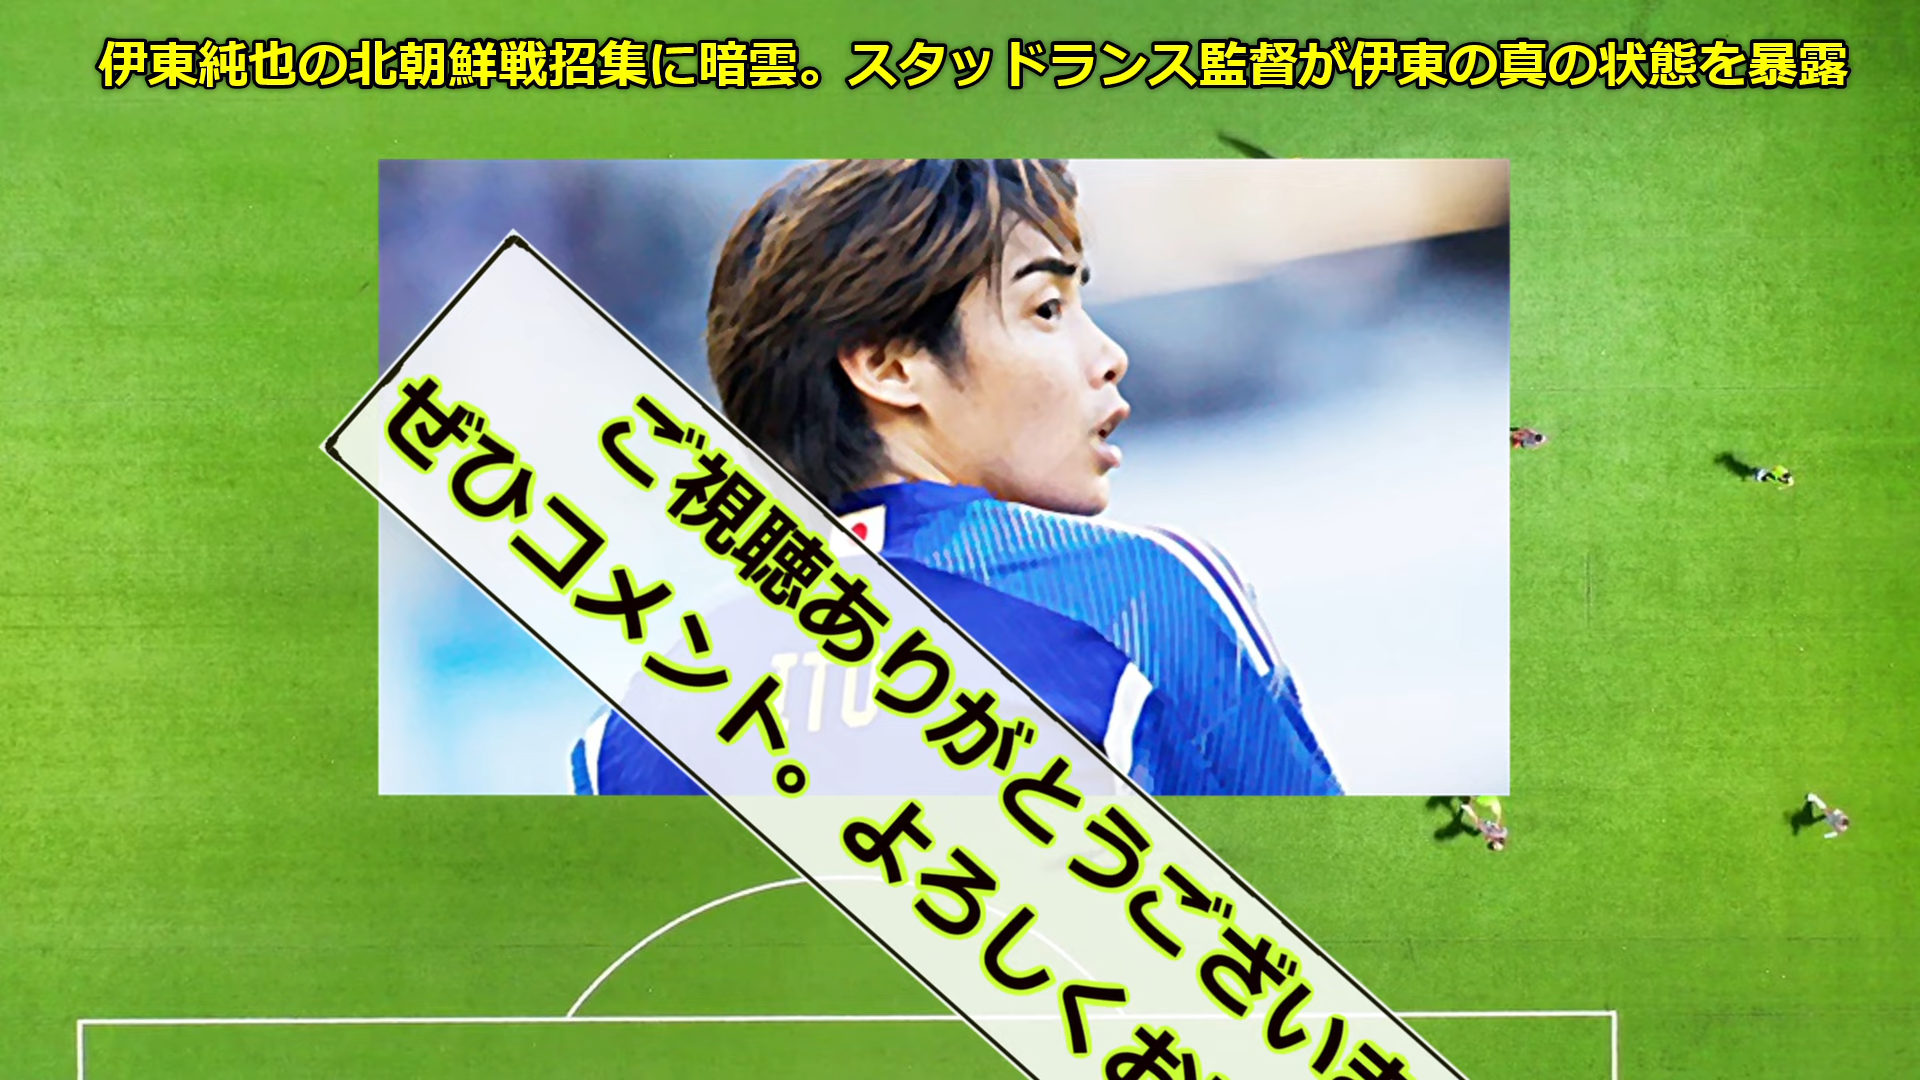 伊東純也の北朝鮮戦招集に暗雲。スタッドランス監督が伊東の真の状態を暴露
ご視聴ありがとうございま
ぜひコメント。よろしくお
ITO